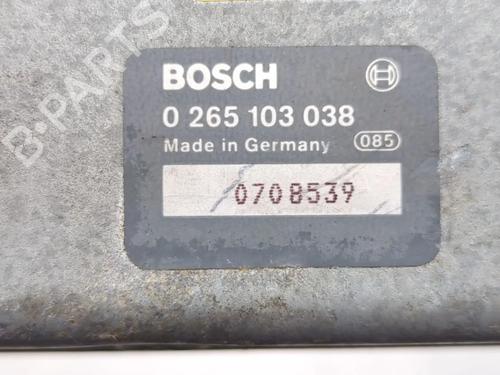 B-PARTS
BOSCH
0 265 103 038
Made in Germany 085
0708539